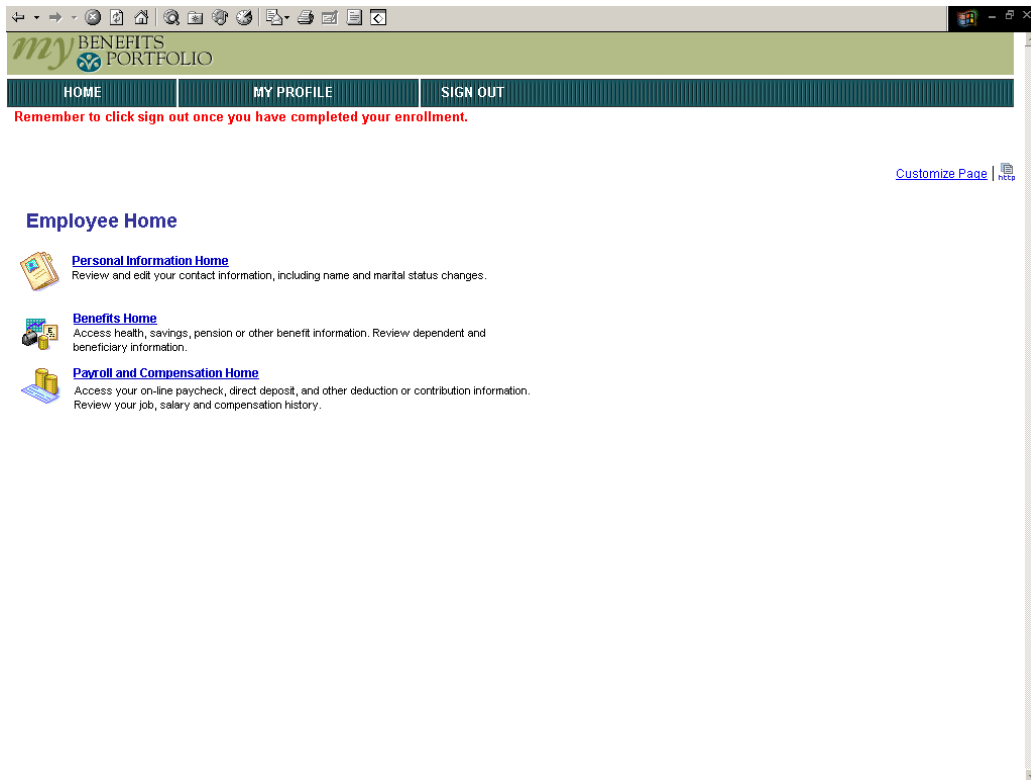 my BENEFITS
PORTFOLIO
HOME MY PROFILE SIGN OUT
Remember to click sign out once you have completed your enrollment.
Customize Page | http
Employee Home
Personal Information Home
Review and edit your contact information, including name and marital status changes.
Benefits Home
Access health, savings, pension or other benefit information. Review dependent and
beneficiary information.
Payroll and Compensation Home
Access your on-line paycheck, direct deposit, and other deduction or contribution information.
Review your job, salary and compensation history.